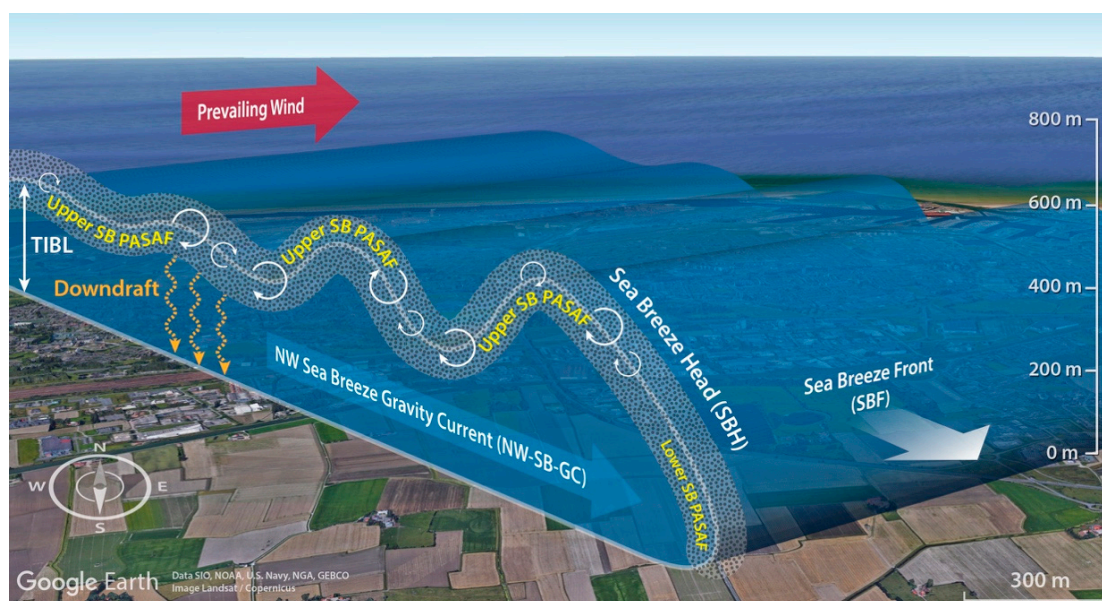 Prevailing Wind
800 m
600 m
400 m
200 m
0 m
Upper SB PASAF
Upper SB PASAF
Upper SB PASAF
TIBL
Downdraft
Sea Breeze Head (SBH)
NW Sea Breeze Gravity Current (NW-SB-GC)
Lower SB PASAF
Sea Breeze Front
(SBF)
N
W
E
S
Google Earth
Data SIO, NOAA, U.S. Navy, NGA, GEBCO
Image Landsat / Copernicus
300 m